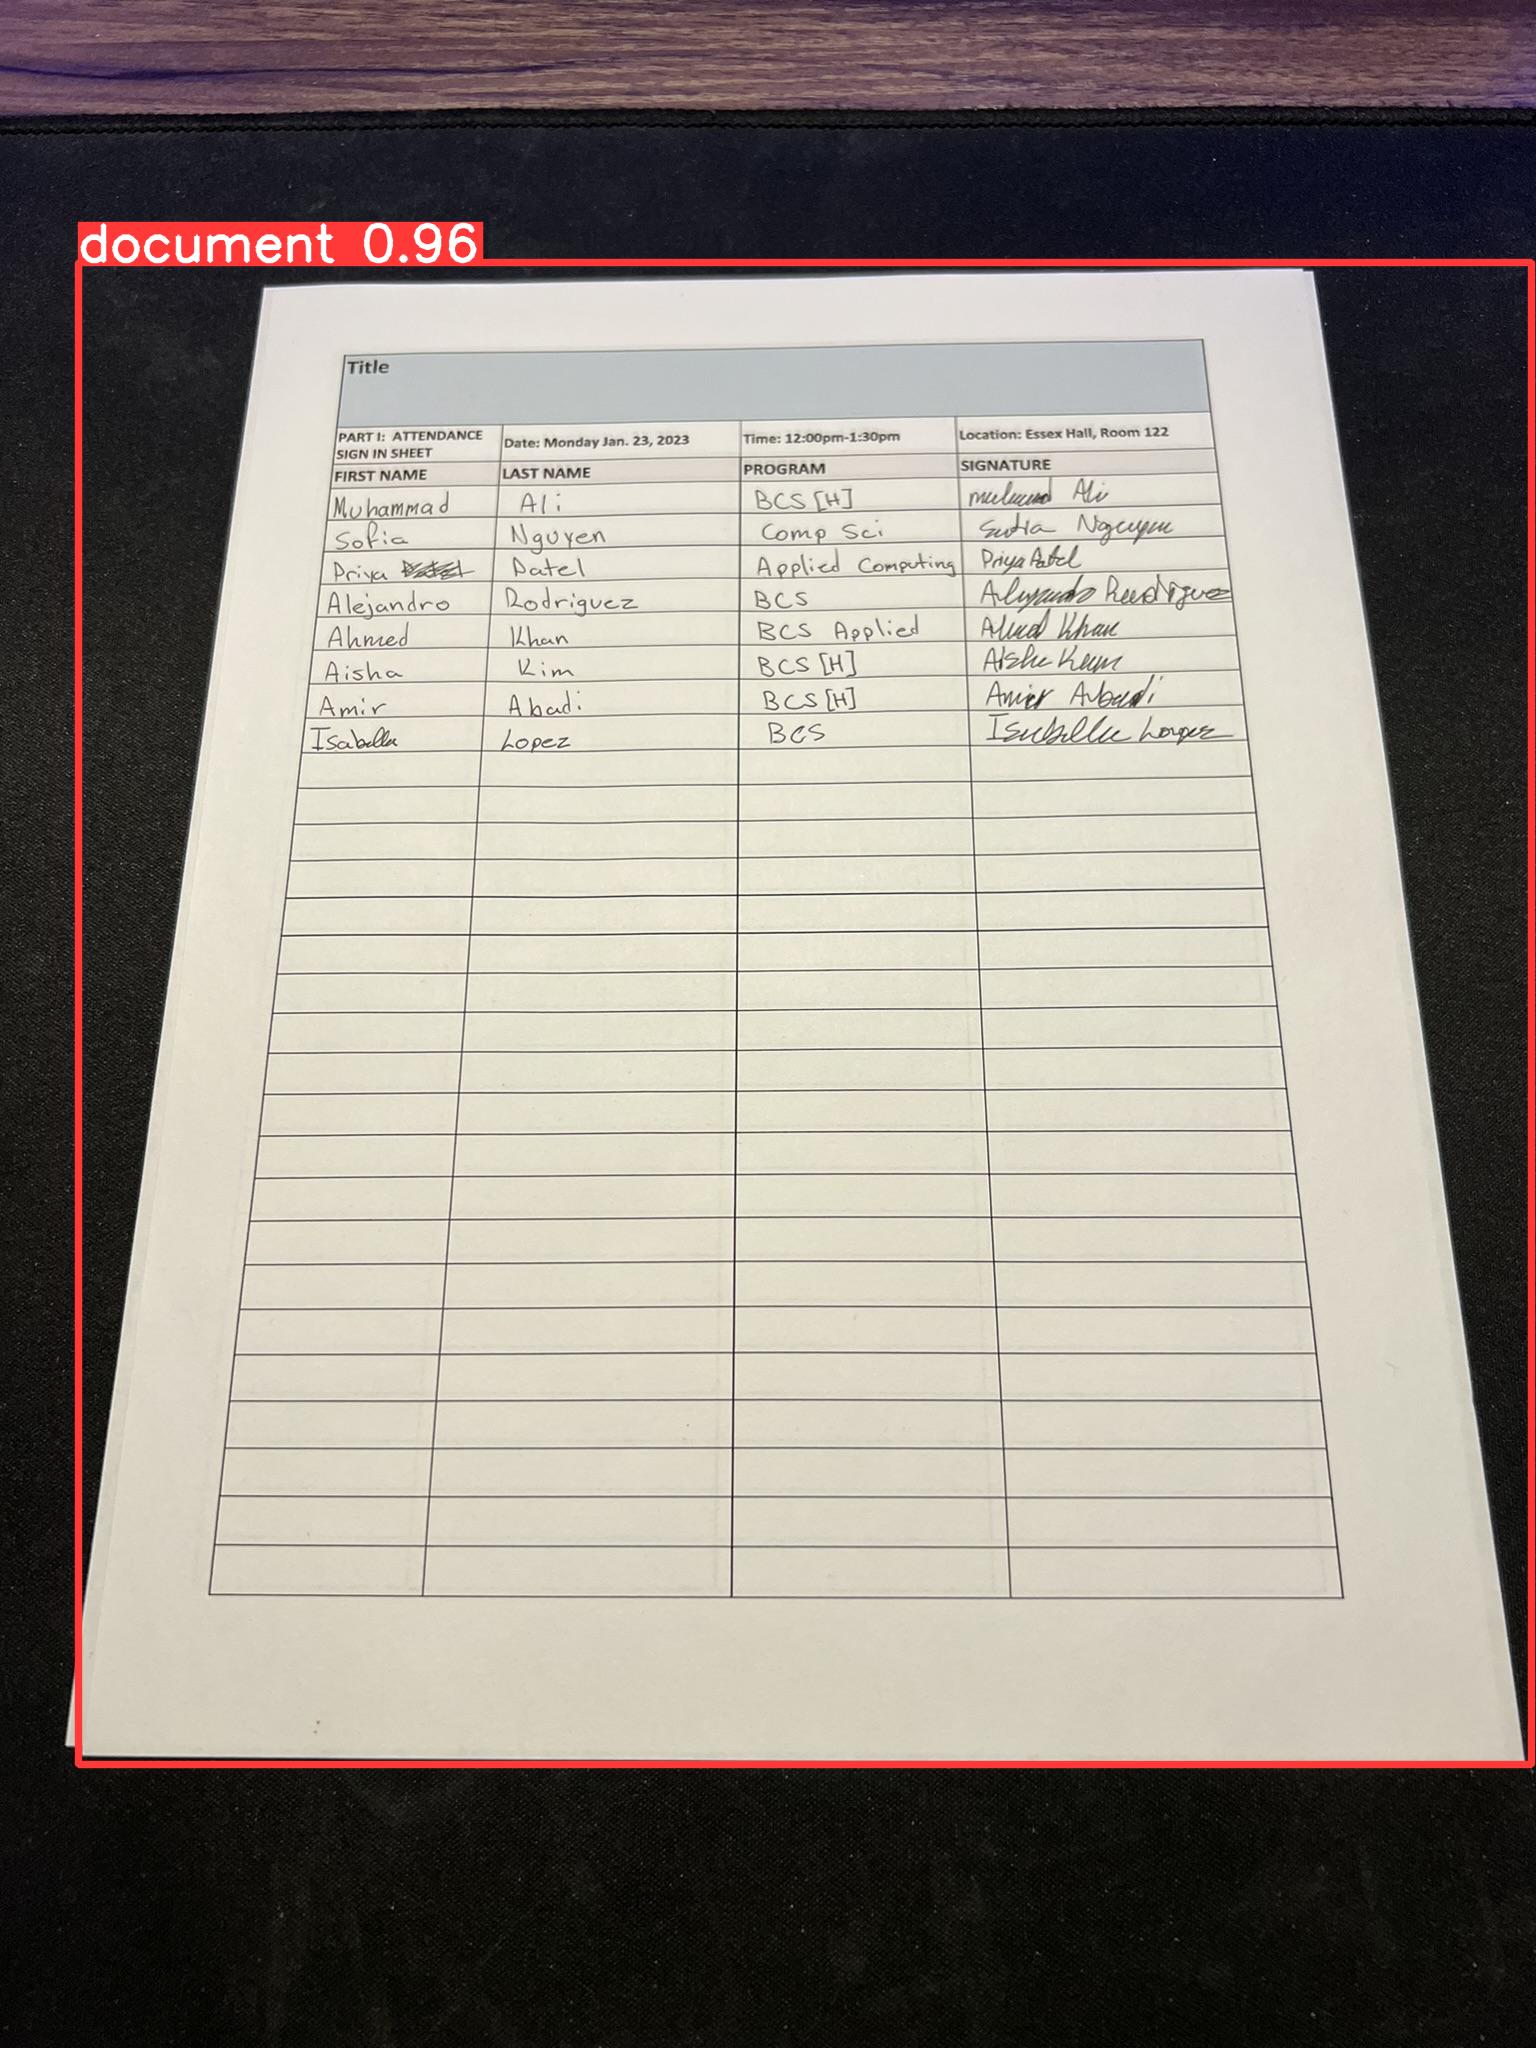 document 0.96
Title
PART I: ATTENDANCE SIGN IN SHEET Date: Monday Jan. 23, 2023 Time: 12:00pm-1:30pm Location: Essex Hall, Room 122
FIRST NAME LAST NAME PROGRAM SIGNATURE
Muhammad Ali BCS [H] Ali
Sofia Nguyen Comp Sci Nguyen
Priya Patel Applied Computing Priya Patel
Alejandro Rodriguez BCS Alejandro Rodriguez
Ahmed Khan BCS Applied Ahmed Khan
Aisha Kim BCS [H] Aisha Kim
Amir Abadi BCS [H] Amir Abadi
Isabella Lopez BCS Isabella Lopez